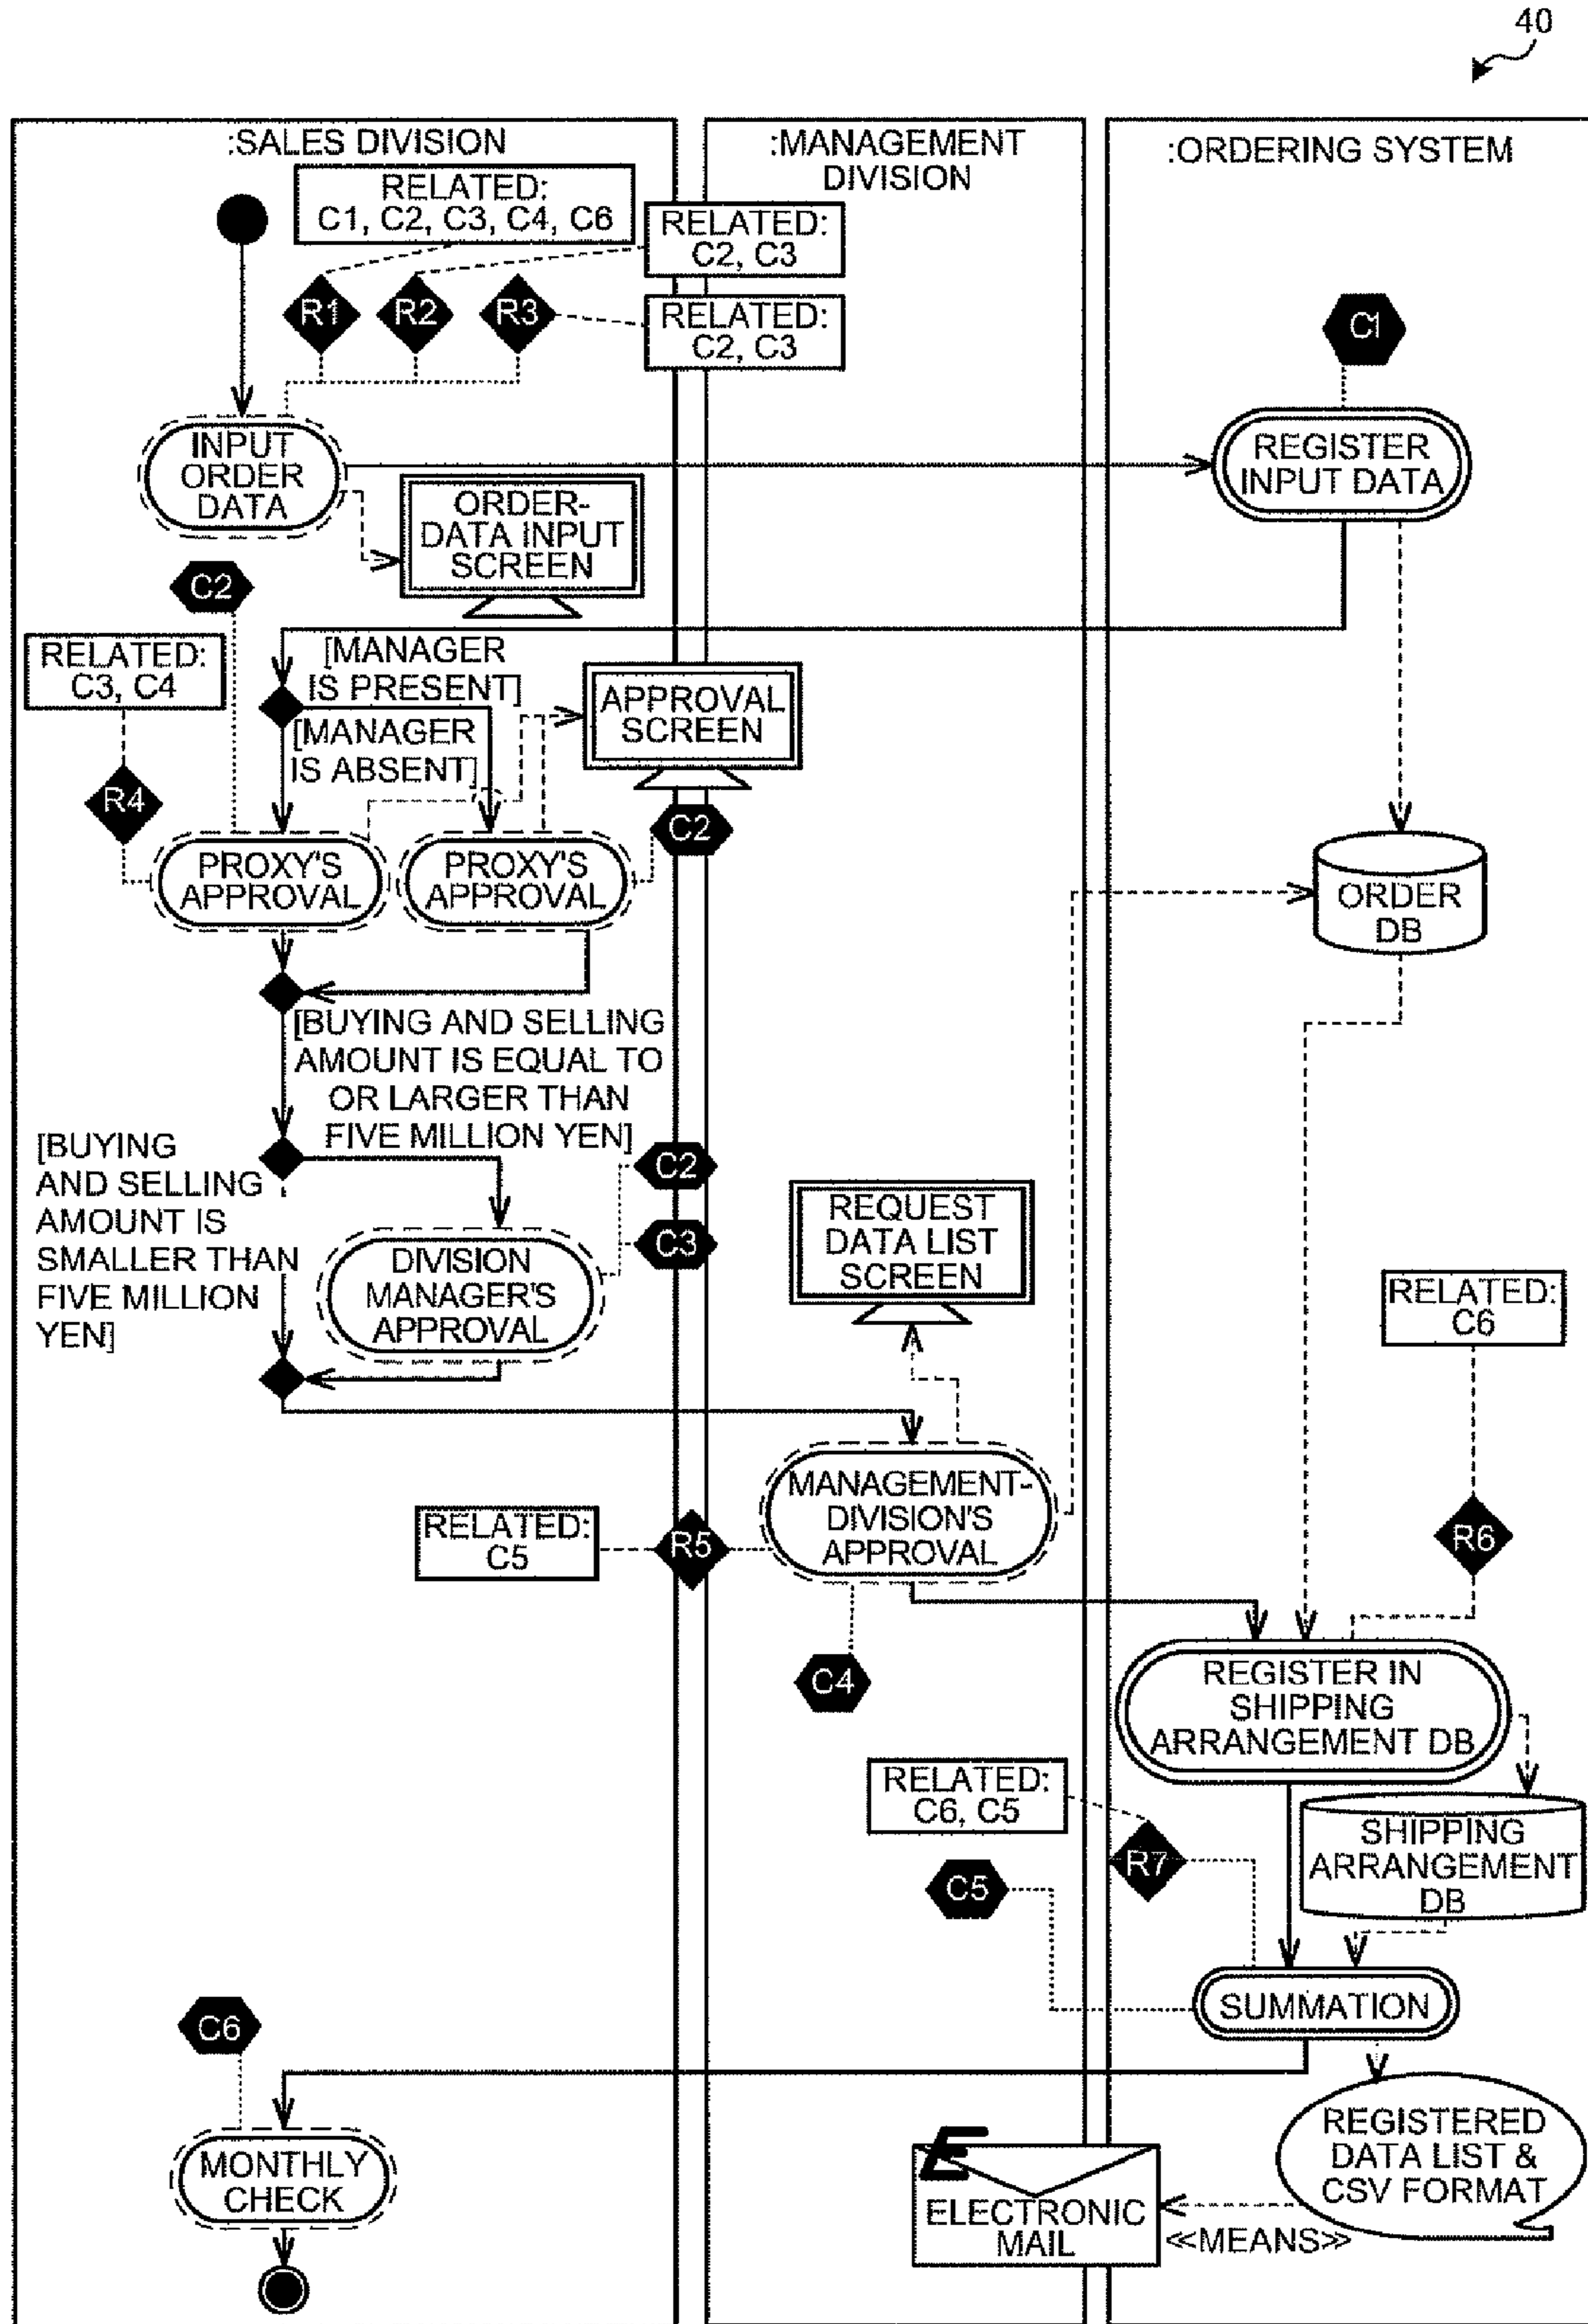 40
:SALES DIVISION
:MANAGEMENT
DIVISION
:ORDERING SYSTEM
RELATED:
C1, C2, C3, C4, C6
RELATED:
C2, C3
R1
R2
R3
RELATED:
C2, C3
C1
INPUT
ORDER
DATA
REGISTER
INPUT DATA
ORDER-
DATA INPUT
SCREEN
C2
RELATED:
C3, C4
[MANAGER
IS PRESENT]
[MANAGER
IS ABSENT]
APPROVAL
SCREEN
R4
C2
PROXY'S
APPROVAL
PROXY'S
APPROVAL
ORDER
DB
[BUYING AND SELLING
AMOUNT IS EQUAL TO
OR LARGER THAN
FIVE MILLION YEN]
[BUYING
AND SELLING
AMOUNT IS
SMALLER THAN
FIVE MILLION
YEN]
C2
C3
DIVISION
MANAGER'S
APPROVAL
REQUEST
DATA LIST
SCREEN
RELATED:
C6
MANAGEMENT-
DIVISION'S
APPROVAL
RELATED:
C5
R5
R6
C4
REGISTER IN
SHIPPING
ARRANGEMENT DB
RELATED:
C6, C5
R7
C5
SHIPPING
ARRANGEMENT
DB
SUMMATION
C6
MONTHLY
CHECK
REGISTERED
DATA LIST &
CSV FORMAT
E
ELECTRONIC
MAIL
<<MEANS>>